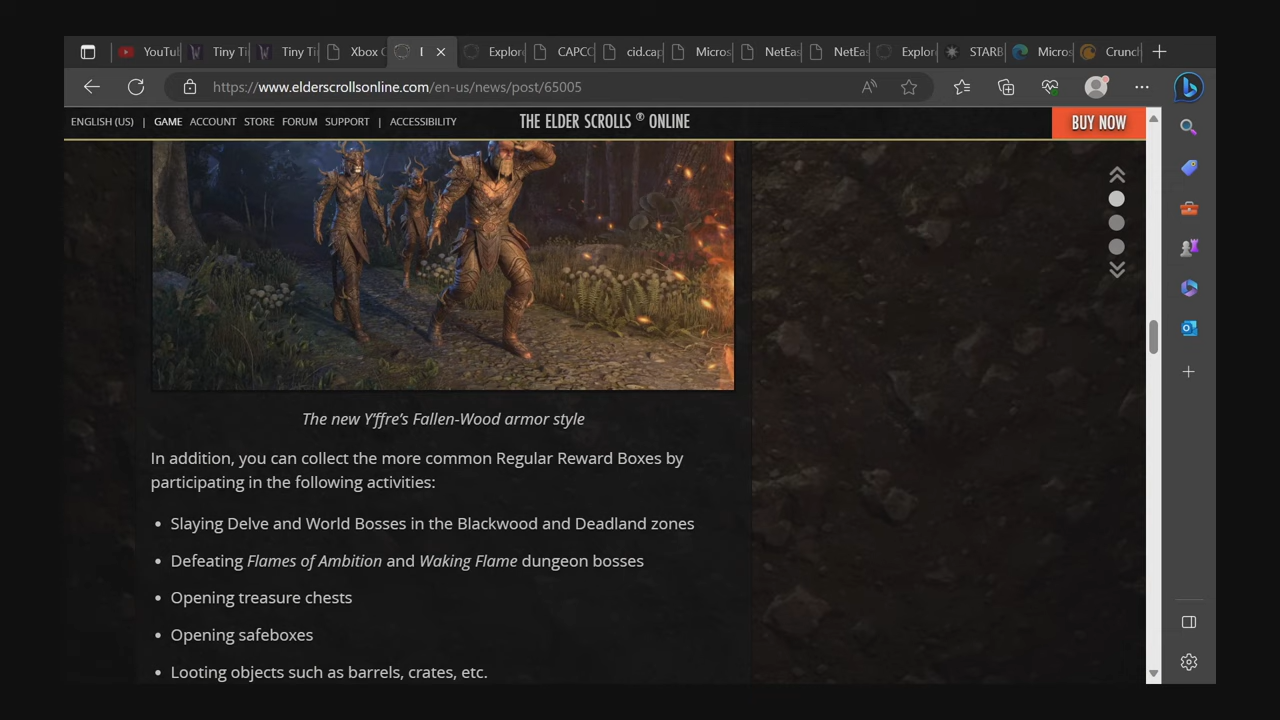 YouTu
Tiny Ti
Tiny Ti
Xbox
Explor
CAPCO
cid.cap
Micros
NetEa
NetEa
Explor
STARB
Micros
Crunch
https://www.elderscrollsonline.com/en-us/news/post/65005
ENGLISH (US) | GAME ACCOUNT STORE FORUM SUPPORT | ACCESSIBILITY
THE ELDER SCROLLS ® ONLINE
BUY NOW
The new Y'ffre's Fallen-Wood armor style
In addition, you can collect the more common Regular Reward Boxes by
participating in the following activities:
• Slaying Delve and World Bosses in the Blackwood and Deadland zones
• Defeating Flames of Ambition and Waking Flame dungeon bosses
• Opening treasure chests
• Opening safeboxes
• Looting objects such as barrels, crates, etc.